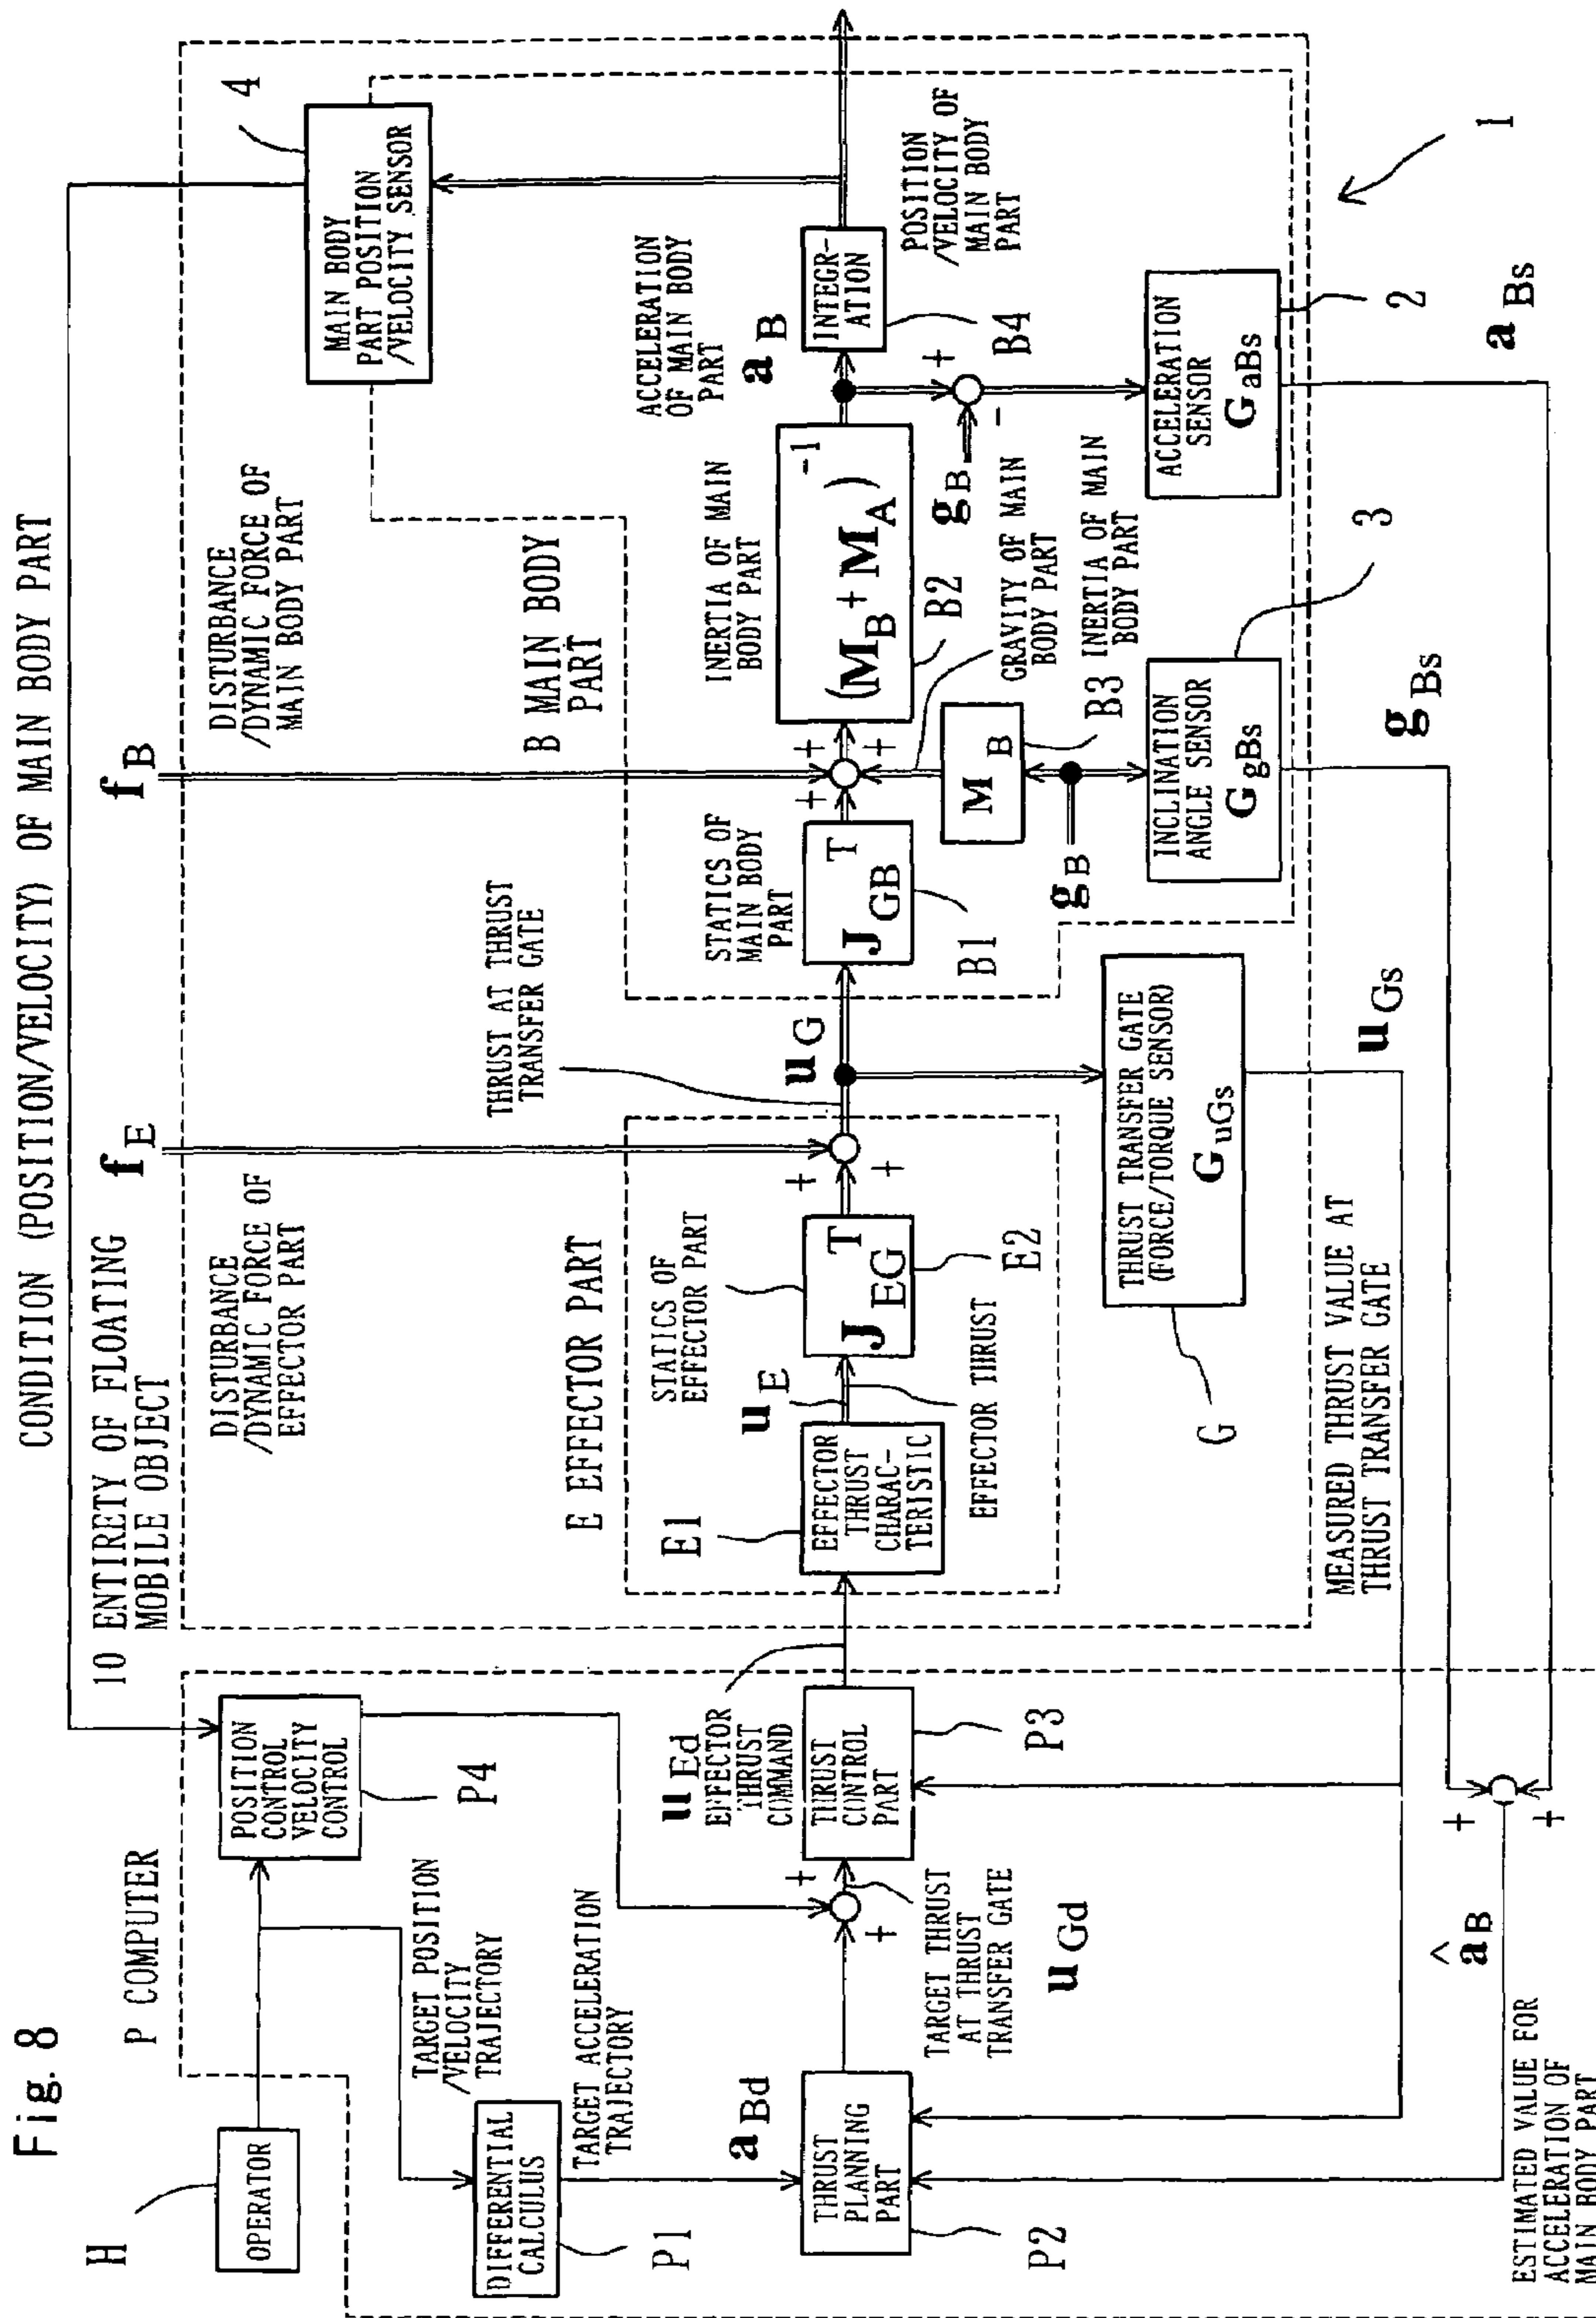 Fig. 8
CONDITION (POSITION/VELOCITY) OF MAIN BODY PART
H
OPERATOR
P COMPUTER
POSITION
CONTROL
VELOCITY
CONTROL
P4
TARGET POSITION
/VELOCITY
TRAJECTORY
DIFFERENTIAL
CALCULUS
P1
TARGET ACCELERATION
TRAJECTORY
a Bd
THRUST
PLANNING
PART
P2
+
+
TARGET THRUST
AT THRUST
TRANSFER GATE
u Gd
u Ed
EFFECTOR
THRUST
COMMAND
THRUST
CONTROL
PART
P3
10 ENTIRETY OF FLOATING
MOBILE OBJECT
f E
DISTURBANCE
/DYNAMIC FORCE OF
EFFECTOR PART
E EFFECTOR PART
E1
EFFECTOR
THRUST
CHARAC-
TERISTIC
u E
EFFECTOR THRUST
STATICS OF
EFFECTOR PART
J EG T
E2
+
+
THRUST AT THRUST
TRANSFER GATE
u G
THRUST TRANSFER GATE
(FORCE/TORQUE SENSOR)
G uGs
G
MEASURED THRUST VALUE AT
THRUST TRANSFER GATE
u Gs
f B
DISTURBANCE
/DYNAMIC FORCE OF
MAIN BODY PART
B MAIN BODY
PART
STATICS OF
MAIN BODY
PART
J GB T
B1
+
+
+
INERTIA OF MAIN
BODY PART
(M B + M A) -1
B2
GRAVITY OF MAIN
BODY PART
M B
B3 INERTIA OF MAIN
BODY PART
g B
INCLINATION
ANGLE SENSOR
G gBs
3
g Bs
ACCELERATION
OF MAIN BODY
PART
a B
INTEGR-
ATION
B4
POSITION
/VELOCITY OF
MAIN BODY
PART
+
-
g B
ACCELERATION
SENSOR
G aBs
2
a Bs
MAIN BODY
PART POSITION
/VELOCITY SENSOR
4
1
+
+
â B
ESTIMATED VALUE FOR
ACCELERATION OF
MAIN BODY PART